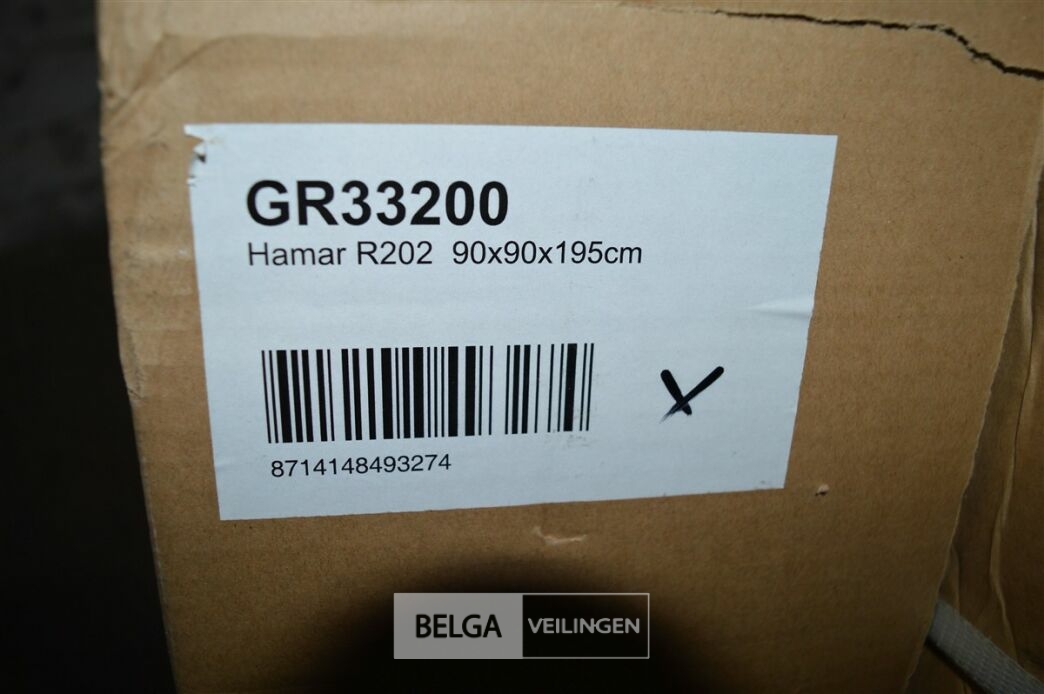 GR33200
Hamar R202 90x90x195cm
8714148493274
BELGA VEILINGEN